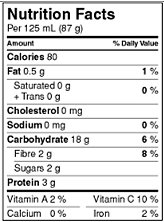 Nutrition Facts
Per 125 mL (87 g)
Amount % Daily Value
Calories 80
Fat 0.5 g 1 %
Saturated 0 g 0 %
+ Trans 0 g
Cholesterol 0 mg
Sodium 0 mg 0 %
Carbohydrate 18 g 6 %
Fibre 2 g 8 %
Sugars 2 g
Protein 3 g
Vitamin A 2 % Vitamin C 10 %
Calcium 0 % Iron 2 %